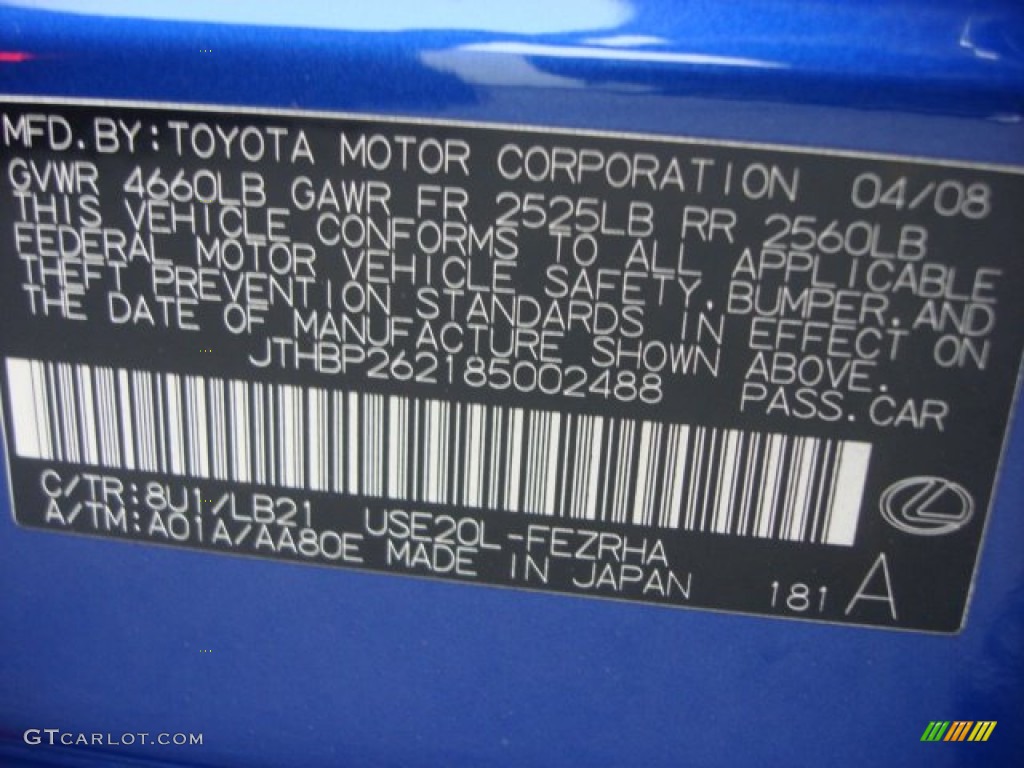 MFD. BY: TOYOTA MOTOR CORPORATION 04/08
GVWR 4660LB GAWR FR 2525LB RR 2560LB
THIS VEHICLE CONFORMS TO ALL APPLICABLE
FEDERAL MOTOR VEHICLE SAFETY, BUMPER, AND
THEFT PREVENTION STANDARDS IN EFFECT ON
THE DATE OF MANUFACTURE SHOWN ABOVE.
JTHBP262185002488 PASS. CAR
C/TR: 8U1/LB21 USE20L-FEZRHA
A/TM: A01A/AA80E MADE IN JAPAN 181 A
GTCARLOT.COM